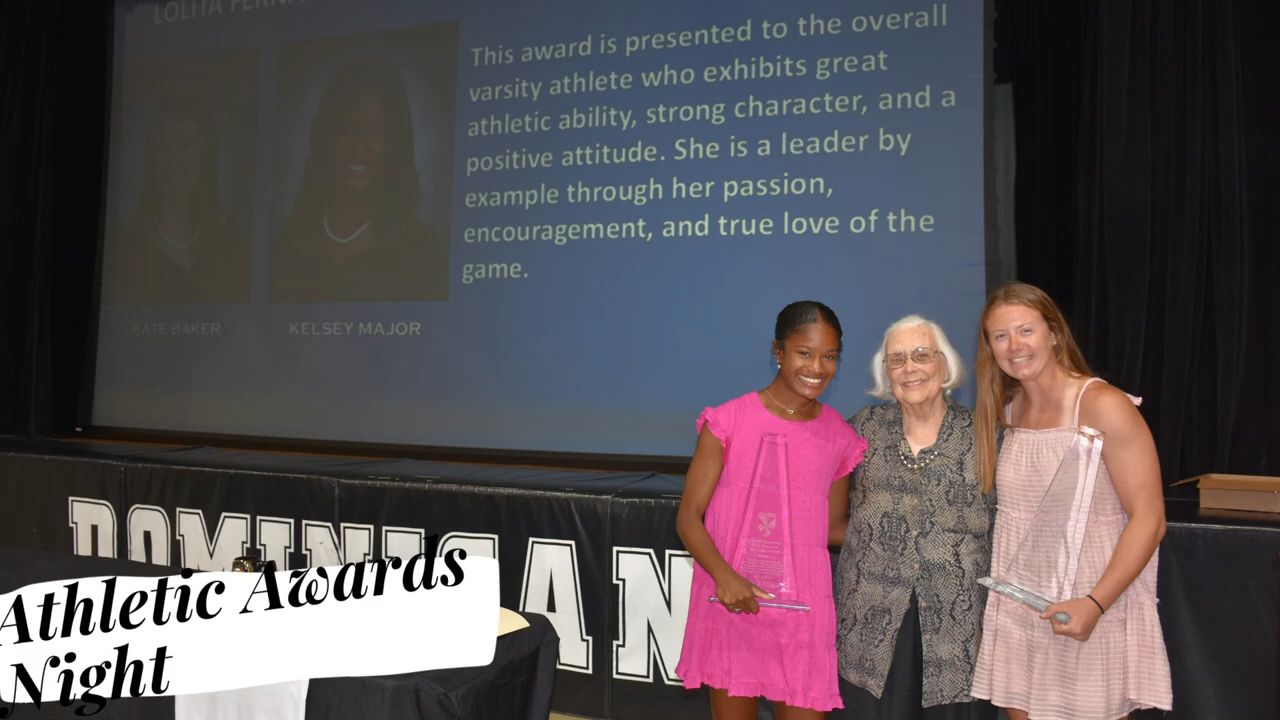 LOLITA
This award is presented to the overall
varsity athlete who exhibits great
athletic ability, strong character, and a
positive attitude. She is a leader by
example through her passion,
encouragement, and true love of the
game.
KATE BAKER
KELSEY MAJOR
DOMINICAN
Athletic Awards
Night